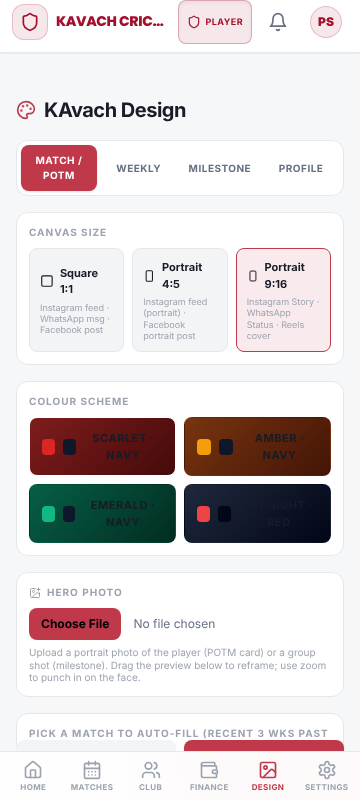 KAVACH CRIC...
PLAYER
PS
KAvach Design
MATCH /
POTM
WEEKLY
MILESTONE
PROFILE
CANVAS SIZE
Square
1:1
Instagram feed ·
WhatsApp msg ·
Facebook post
Portrait
4:5
Instagram feed
(portrait) ·
Facebook
portrait post
Portrait
9:16
Instagram Story ·
WhatsApp
Status · Reels
cover
COLOUR SCHEME
SCARLET ·
NAVY
AMBER ·
NAVY
EMERALD ·
NAVY
RED
HERO PHOTO
Choose File
No file chosen
Upload a portrait photo of the player (POTM card) or a group
shot (milestone). Drag the preview below to reframe; use zoom
to punch in on the face.
PICK A MATCH TO AUTO-FILL (RECENT 3 WKS PAST
HOME
MATCHES
CLUB
FINANCE
DESIGN
SETTINGS